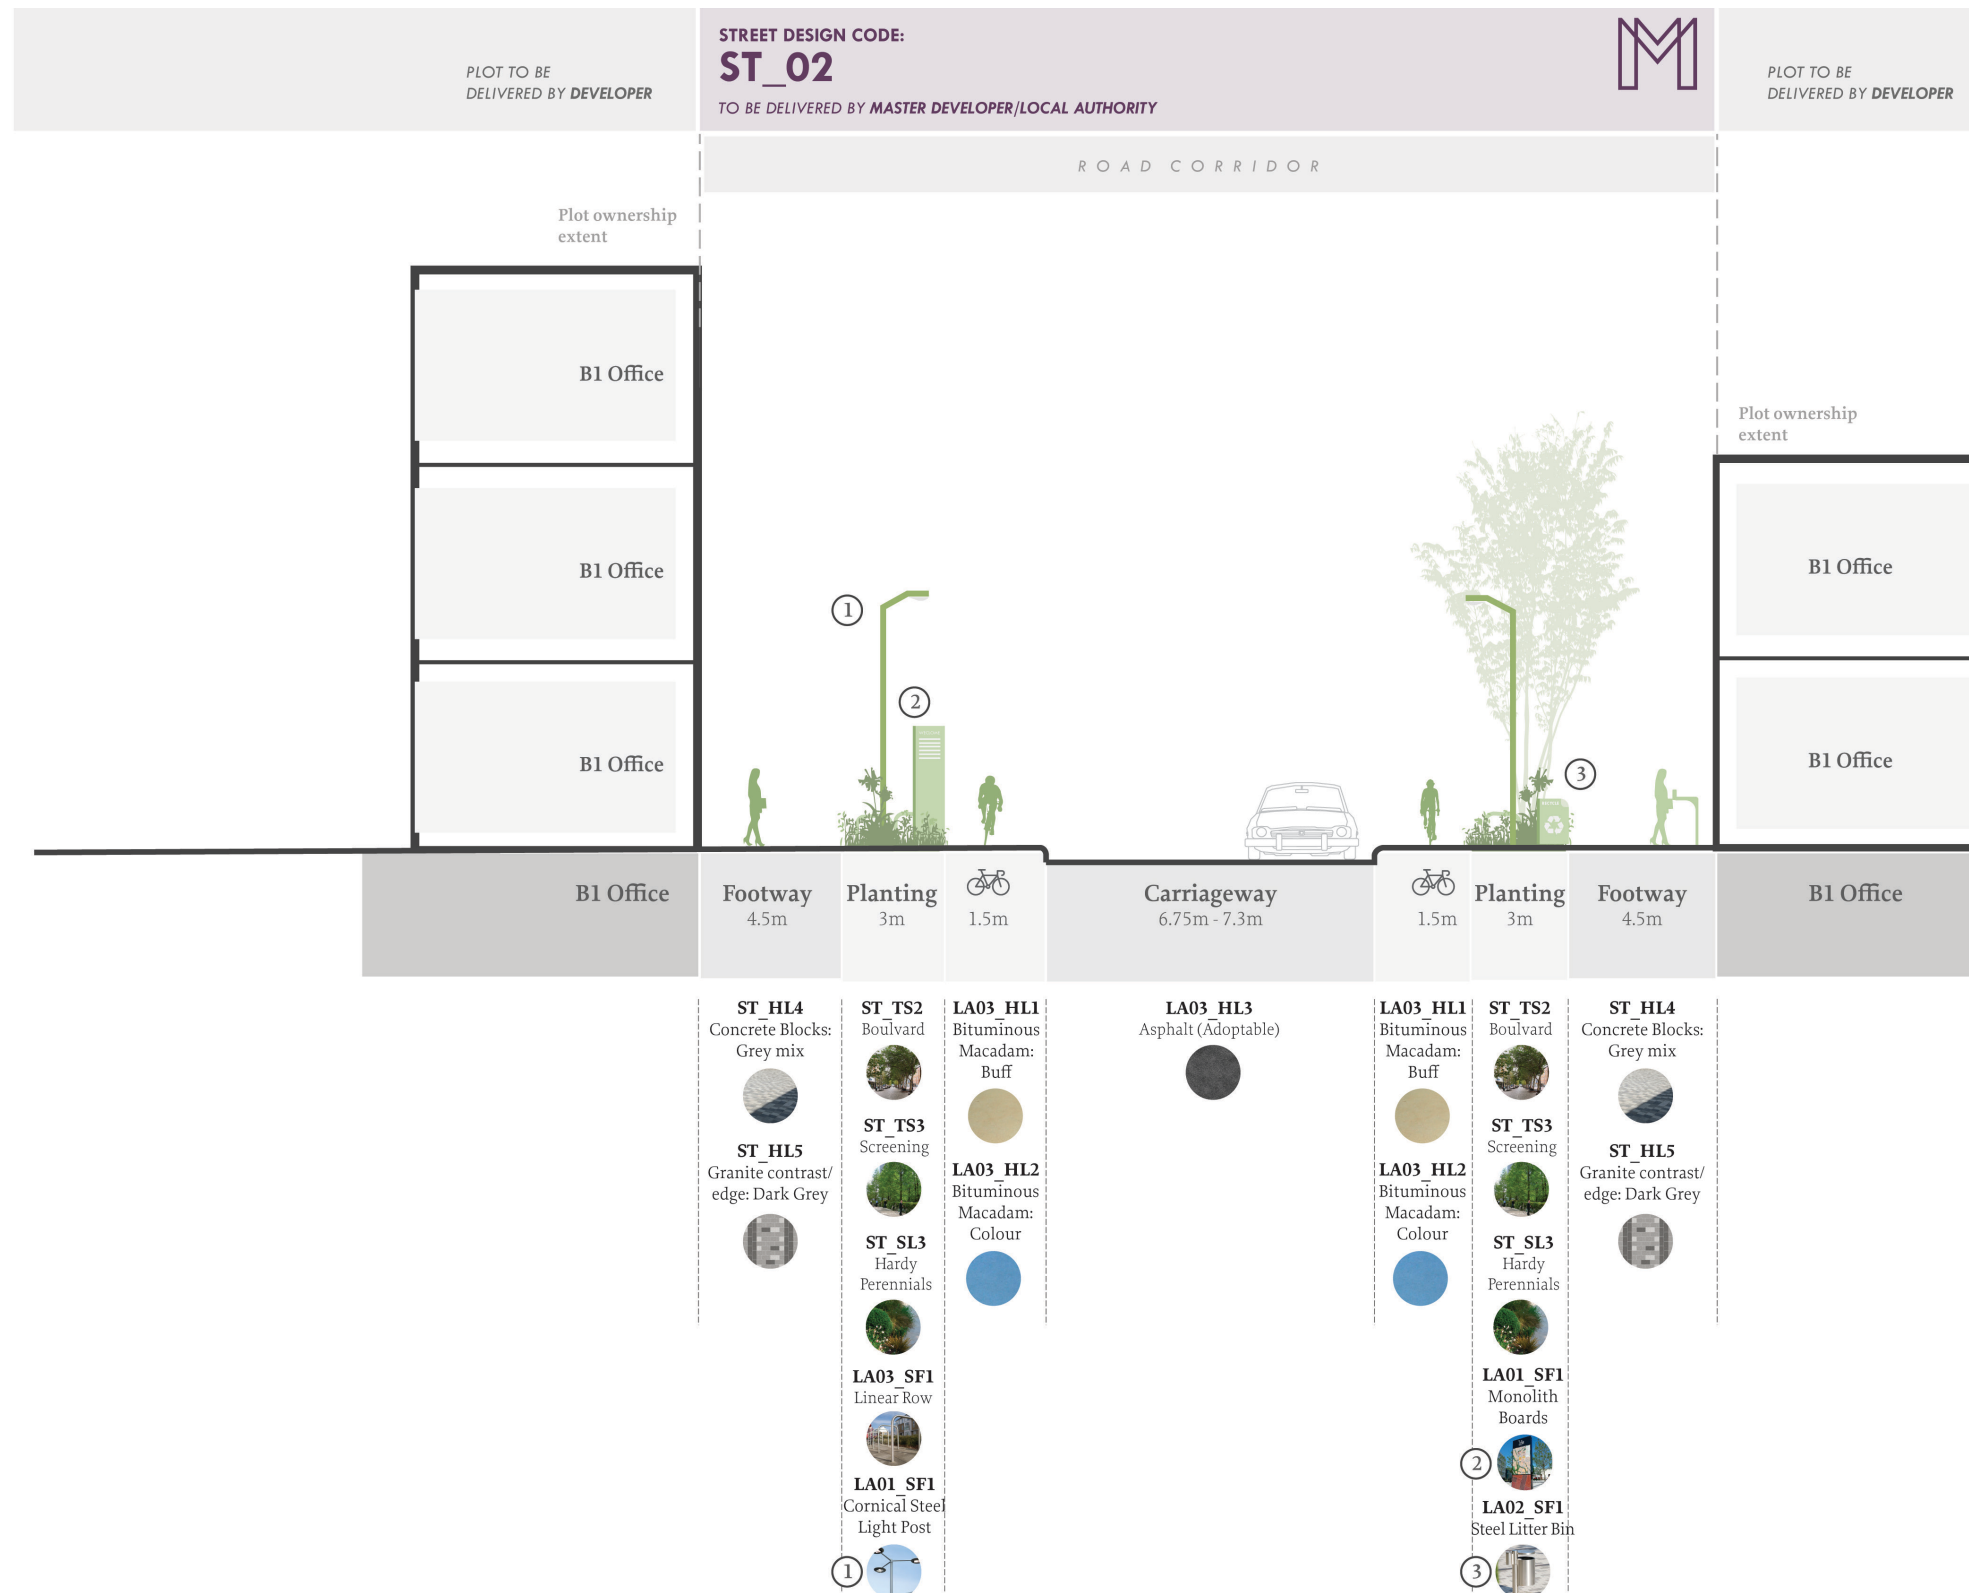 PLOT TO BE
DELIVERED BY DEVELOPER
STREET DESIGN CODE:
ST_02
TO BE DELIVERED BY MASTER DEVELOPER/LOCAL AUTHORITY
PLOT TO BE
DELIVERED BY DEVELOPER
ROAD CORRIDOR
Plot ownership
extent
Plot ownership
extent
B1 Office
B1 Office
B1 Office
B1 Office
B1 Office
1
2
3
B1 Office
Footway
4.5m
Planting
3m
1.5m
Carriageway
6.75m - 7.3m
1.5m
Planting
3m
Footway
4.5m
B1 Office
ST_HL4
Concrete Blocks:
Grey mix
ST_HL5
Granite contrast/
edge: Dark Grey
ST_TS2
Boulvard
ST_TS3
Screening
ST_SL3
Hardy
Perennials
LA03_SF1
Linear Row
LA01_SF1
Cornical Steel
Light Post
1
LA03_HL1
Bituminous
Macadam:
Buff
LA03_HL2
Bituminous
Macadam:
Colour
LA03_HL3
Asphalt (Adoptable)
LA03_HL1
Bituminous
Macadam:
Buff
LA03_HL2
Bituminous
Macadam:
Colour
ST_TS2
Boulvard
ST_TS3
Screening
ST_SL3
Hardy
Perennials
LA01_SF1
Monolith
Boards
2
LA02_SF1
Steel Litter Bin
3
ST_HL4
Concrete Blocks:
Grey mix
ST_HL5
Granite contrast/
edge: Dark Grey